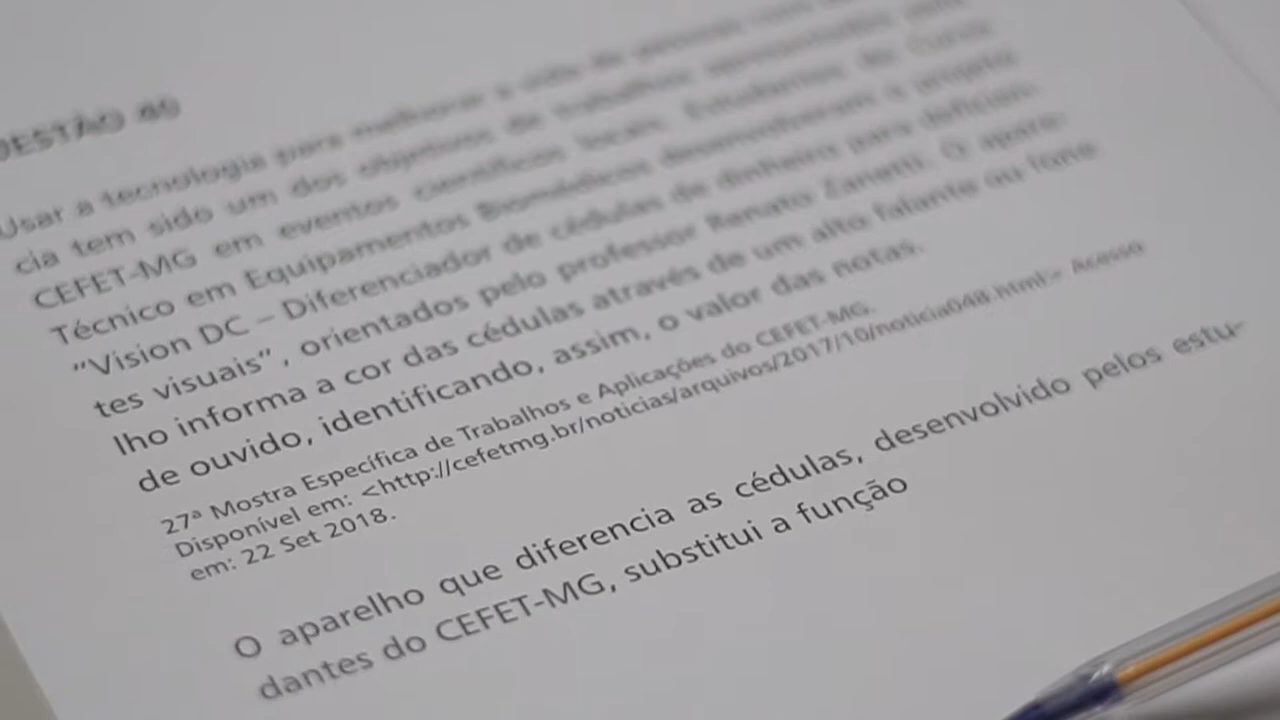 QUESTÃO 40
Usar a tecnologia para melhorar a vida de pessoas com
cia tem sido um dos objetivos de trabalhos apresentados pelo
CEFET-MG em eventos científicos locais. Estudantes do Curso
Técnico em Equipamentos Biomédicos desenvolveram o projeto
“Vision DC – Diferenciador de cédulas de dinheiro para deficien-
tes visuais”, orientados pelo professor Renato Zanetti. O apare-
lho informa a cor das cédulas através de um alto falante ou fone
de ouvido, identificando, assim, o valor das notas.
27ª Mostra Específica de Trabalhos e Aplicações do CEFET-MG.
Disponível em: <http://cefetmg.br/noticias/arquivos/2017/10/noticia048.html> Acesso
em: 22 Set 2018.
O aparelho que diferencia as cédulas, desenvolvido pelos estu-
dantes do CEFET-MG, substitui a função